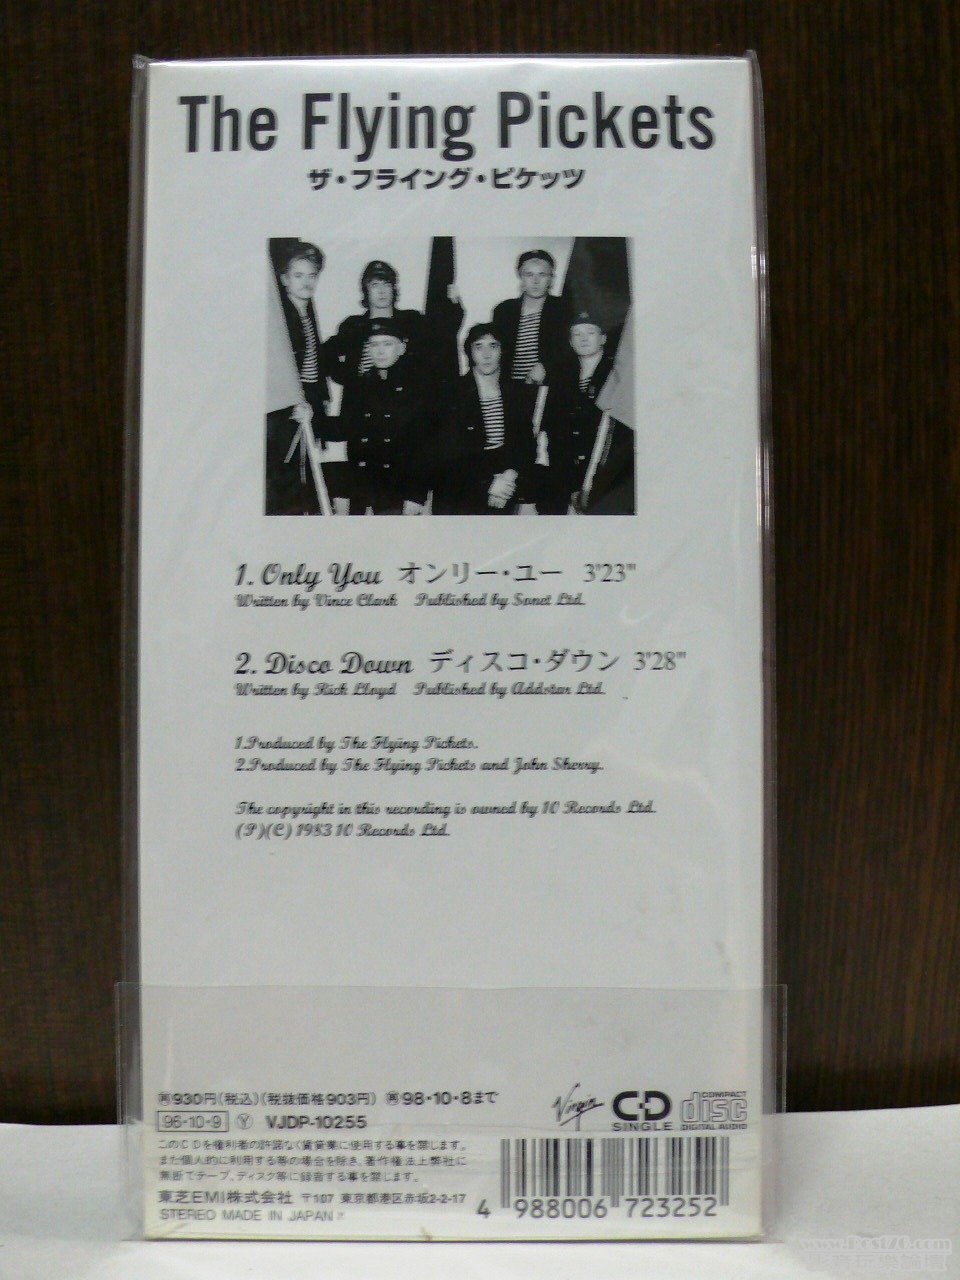 The Flying Pickets
ザ・フライング・ピケッツ
1. Only You オンリー・ユー 3'23"
Written by Vince Clark Published by Sonet Ltd.
2. Disco Down ディスコ・ダウン 3'28"
Written by Rick Lloyd Published by Addstar Ltd.
1.Produced by The Flying Pickets.
2.Produced by The Flying Pickets and John Sherry.
The copyright in this recording is owned by 10 Records Ltd.
(P)(C) 1983 10 Records Ltd.
㊢930円(税込)(税抜価格903円) ㊢98・10・8まで
96・10・9 Ⓨ VJDP-10255
Virgin CD SINGLE COMPACT disc DIGITAL AUDIO
このCDを権利者の許諾なく賃貸業に使用する事を禁じます。
また個人的に利用する等の場合を除き、著作権法上弊社に
無断でテープ、ディスク等に録音する事を禁じます。
東芝EMI株式会社 〒107 東京都港区赤坂2-2-17
STEREO MADE IN JAPAN
4 988006 723252